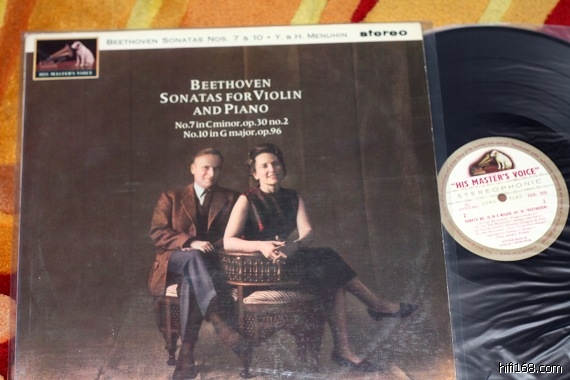 BEETHOVEN SONATAS NOS. 7 & 10 • Y. & H. MENUHIN stereo
HIS MASTER'S VOICE
BEETHOVEN
SONATAS FOR VIOLIN
AND PIANO
No.7 in C minor, op.30 no.2
No.10 in G major, op.96
"HIS MASTER'S VOICE"
STEREOPHONIC
2
hifi168.com